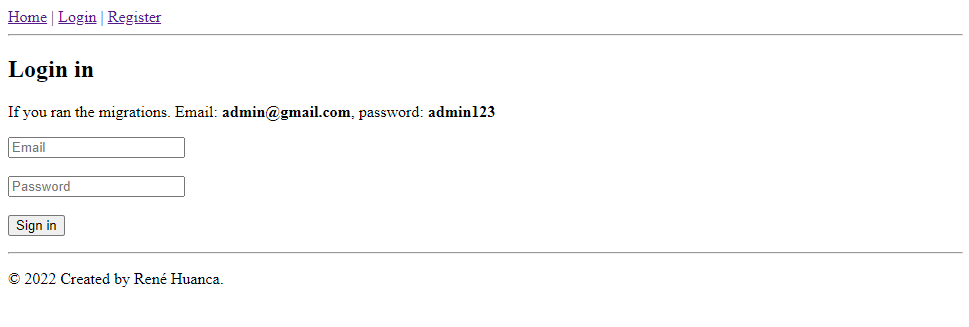 Home | Login | Register
Login in
If you ran the migrations. Email: admin@gmail.com, password: admin123
Email
Password
Sign in
© 2022 Created by René Huanca.